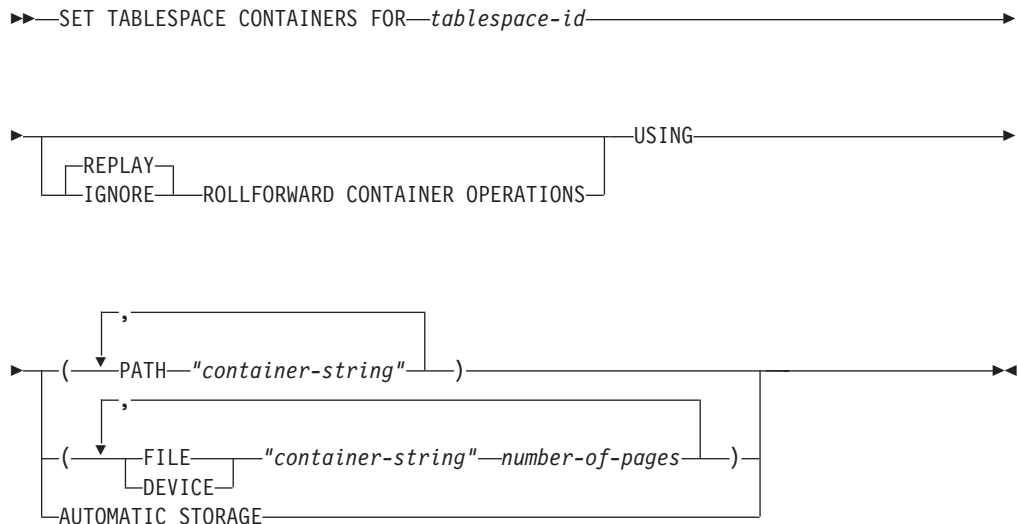 SET TABLESPACE CONTAINERS FOR tablespace-id
USING
REPLAY
IGNORE ROLLFORWARD CONTAINER OPERATIONS
,
( PATH "container-string" )
,
( FILE "container-string" number-of-pages )
DEVICE
AUTOMATIC STORAGE